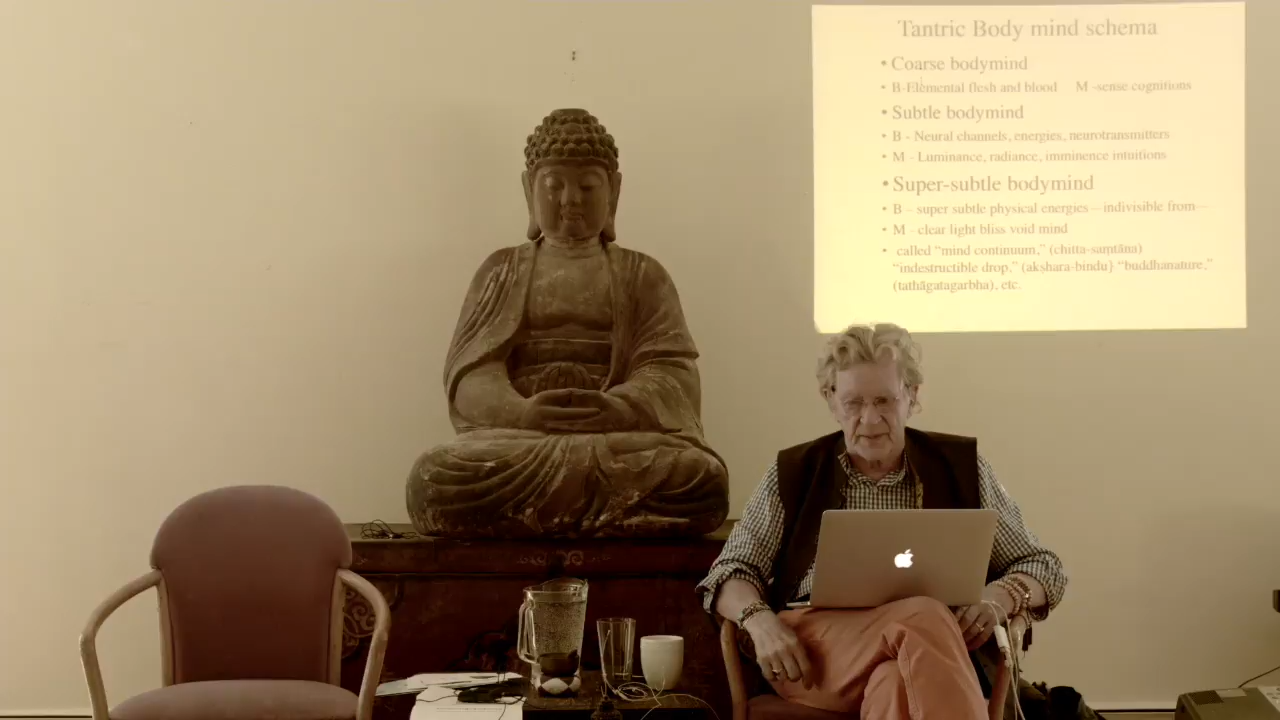 Tantric Body mind schema
• Coarse bodymind
• B-Elemental flesh and blood M -sense cognitions
• Subtle bodymind
• B - Neural channels, energies, neurotransmitters
• M - Luminance, radiance, imminence intuitions
• Super-subtle bodymind
• B – super subtle physical energies—indivisible from—
• M - clear light bliss void mind
• called “mind continuum,” (chitta-saṃtāna)
“indestructible drop,” (akṣhara-bindu} “buddhanature,”
(tathāgatagarbha), etc.